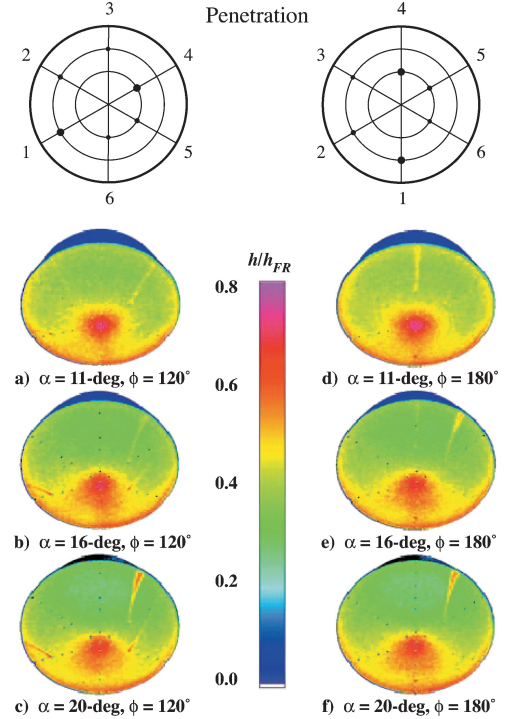 Penetration
3
2
4
1
5
6
4
3
5
2
6
1
h/h_FR
0.8
0.6
0.4
0.2
0.0
a) α = 11-deg, ϕ = 120°
d) α = 11-deg, ϕ = 180°
b) α = 16-deg, ϕ = 120°
e) α = 16-deg, ϕ = 180°
c) α = 20-deg, ϕ = 120°
f) α = 20-deg, ϕ = 180°